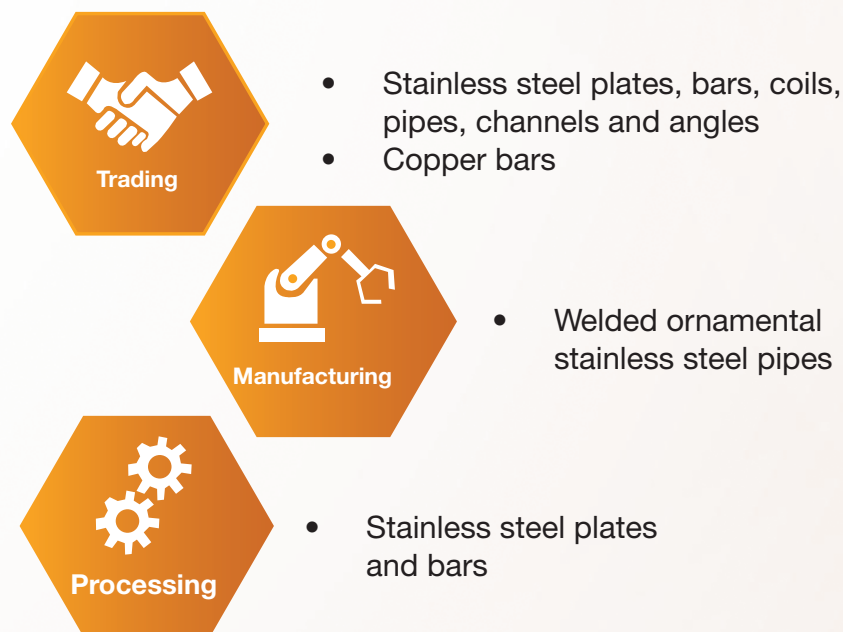 Trading
• Stainless steel plates, bars, coils,
pipes, channels and angles
• Copper bars
Manufacturing
• Welded ornamental
stainless steel pipes
Processing
• Stainless steel plates
and bars